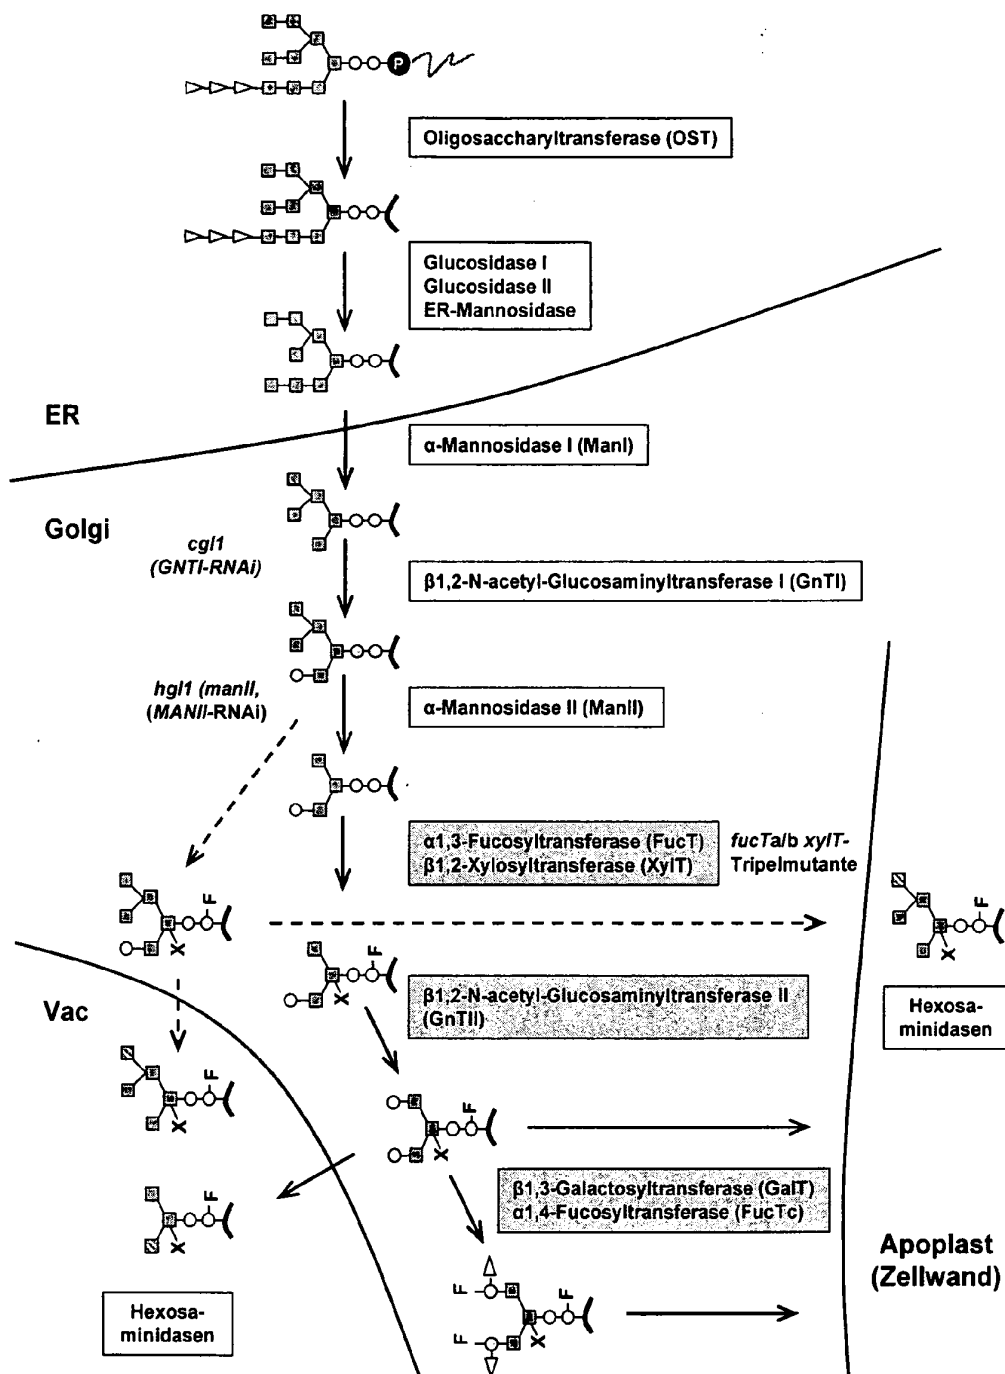 P
Oligosaccharyltransferase (OST)
Glucosidase I
Glucosidase II
ER-Mannosidase
ER
α-Mannosidase I (ManI)
Golgi
cgl1
(GNTI-RNAi)
β1,2-N-acetyl-Glucosaminyltransferase I (GnTI)
hgl1 (manII,
(MANII-RNAi)
α-Mannosidase II (ManII)
α1,3-Fucosyltransferase (FucT)
β1,2-Xylosyltransferase (XylT)
fucTa/b xylT-
Tripelmutante
F
X
F
X
F
X
Vac
β1,2-N-acetyl-Glucosaminyltransferase II
(GnTII)
Hexosa-
minidasen
F
X
F
X
F
X
β1,3-Galactosyltransferase (GalT)
α1,4-Fucosyltransferase (FucTc)
Apoplast
(Zellwand)
F
F
X
F
Hexosa-
minidasen